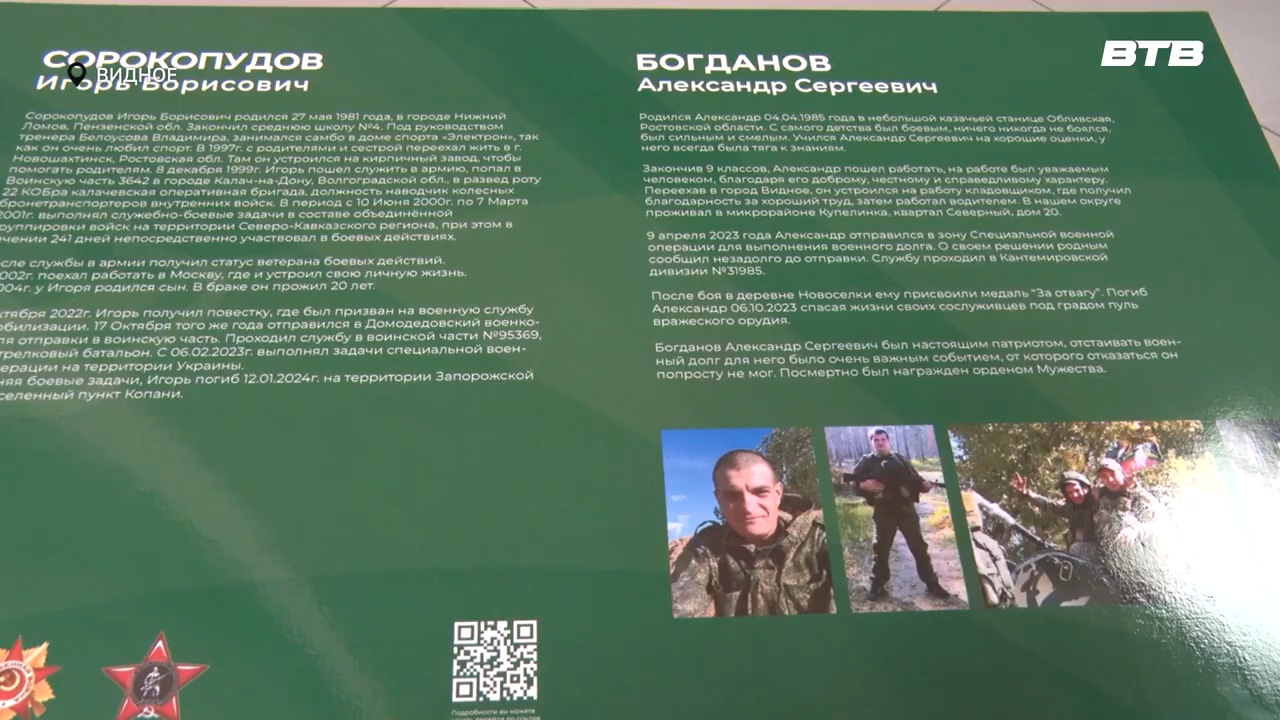 ВТВ
ВИДНОЕ
СОРОКОПУДОВ
Игорь Борисович
Сорокопудов Игорь Борисович родился 27 мая 1981 года, в городе Нижний
Ломов, Пензенской обл. Закончил среднюю школу №4. Под руководством
тренера Белоусова Владимира, занимался самбо в доме спорта «Электрон», так
как он очень любил спорт. В 1997г. с родителями и сестрой переехал жить в г.
Новошахтинск, Ростовская обл. Там он устроился на кирпичный завод, чтобы
помогать родителям. 8 декабря 1999г. Игорь пошел служить в армию, попал в
Воинскую часть 3642 в городе Калач-на-Дону, Волгоградской обл., в развед роту
22 КОБра калачевская оперативная бригада, должность наводчик колесных
бронетранспортеров внутренних войск. В период с 10 Июня 2000г. по 7 Марта
2001г. выполнял служебно-боевые задачи в составе объединённой
группировки войск на территории Северо-Кавказского региона, при этом в
ечении 241 дней непосредственно участвовал в боевых действиях.
осле службы в армии получил статус ветерана боевых действий.
002г. поехал работать в Москву, где и устроил свою личную жизнь.
004г. у Игоря родился сын. В браке он прожил 20 лет.
ктября 2022г. Игорь получил повестку, где был призван на военную службу
обилизации. 17 Октября того же года отправился в Домодедовский военко-
ля отправки в воинскую часть. Проходил службу в воинской части №95369,
трелковый батальон. С 06.02.2023г. выполнял задачи специальной воен-
ерации на территории Украины.
няя боевые задачи, Игорь погиб 12.01.2024г. на территории Запорожской
селенный пункт Копани.
БОГДАНОВ
Александр Сергеевич
Родился Александр 04.04.1985 года в небольшой казачьей станице Обливская,
Ростовской области. С самого детства был боевым, ничего никогда не боялся,
был сильным и смелым. Учился Александр Сергеевич на хорошие оценки, у
него всегда была тяга к знаниям.
Закончив 9 классов, Александр пошел работать, на работе был уважаемым
человеком, благодаря его доброму, честному и справедливому характеру.
Переехав в город Видное, он устроился на работу кладовщиком, где получил
благодарность за хороший труд, затем работал водителем. В нашем округе
проживал в микрорайоне Купелинка, квартал Северный, дом 20.
9 апреля 2023 года Александр отправился в зону Специальной военной
операции для выполнения военного долга. О своем решении родным
сообщил незадолго до отправки. Службу проходил в Кантемировской
дивизии №31985.
После боя в деревне Новоселки ему присвоили медаль "За отвагу". Погиб
Александр 06.10.2023 спасая жизни своих сослуживцев под градом пуль
вражеского орудия.
Богданов Александр Сергеевич был настоящим патриотом, отстаивать воен-
ный долг для него было очень важным событием, от которого отказаться он
попросту не мог. Посмертно был награжден орденом Мужества.
Подробности вы можете